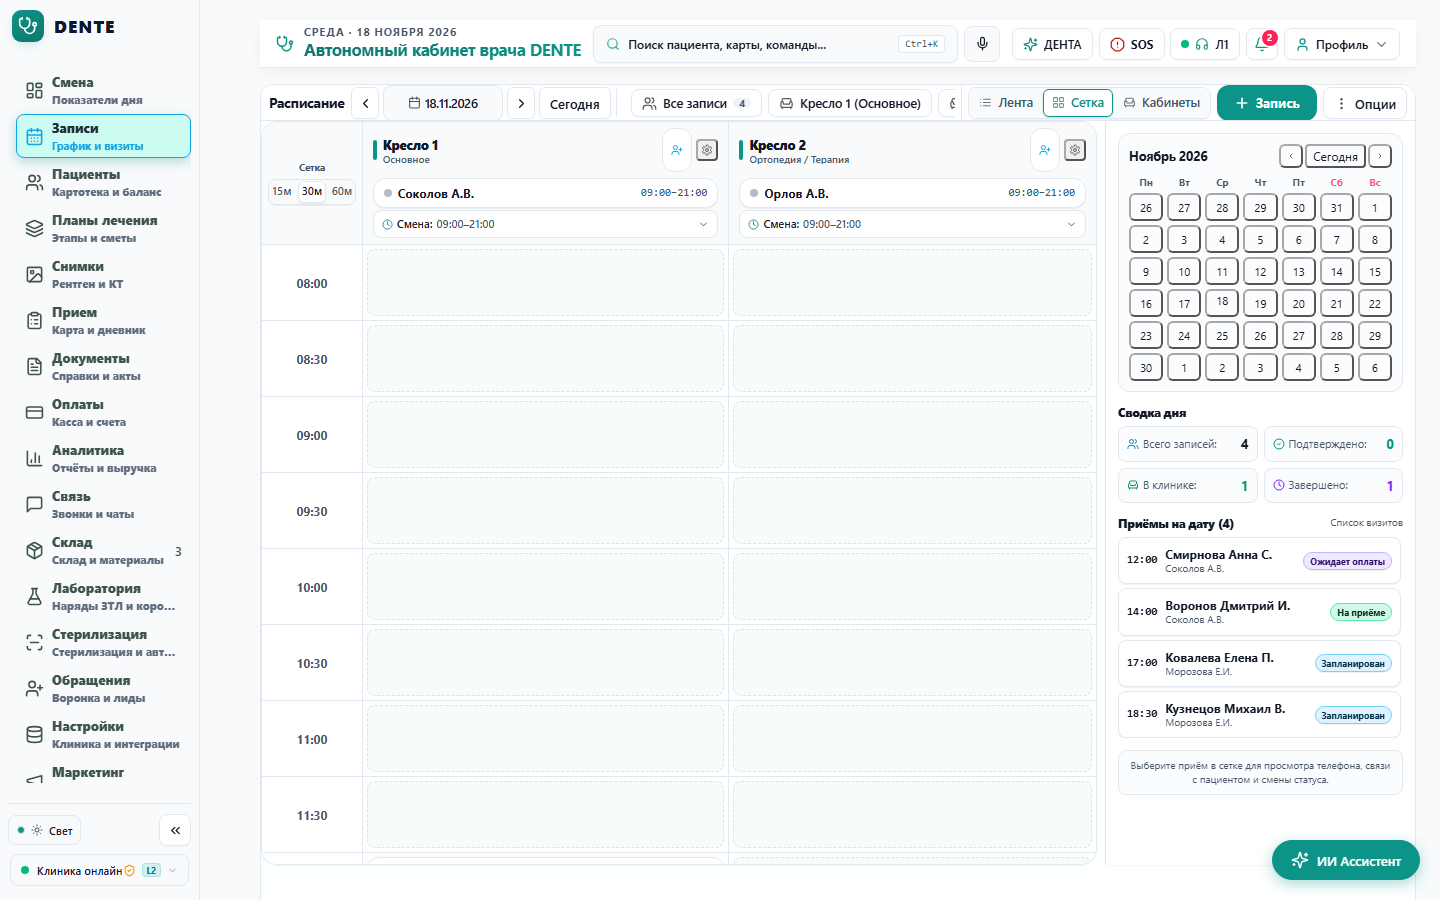 DENTE
Смена
Показатели дня
Записи
График и визиты
Пациенты
Картотека и баланс
Планы лечения
Этапы и сметы
Снимки
Рентген и КТ
Прием
Карта и дневник
Документы
Справки и акты
Оплаты
Касса и счета
Аналитика
Отчёты и выручка
Связь
Звонки и чаты
Склад
Склад и материалы
3
Лаборатория
Наряды ЗТЛ и коро...
Стерилизация
Стерилизация и авт...
Обращения
Воронка и лиды
Настройки
Клиника и интеграции
Маркетинг
Свет
Клиника онлайн L2
СРЕДА · 18 НОЯБРЯ 2026
Автономный кабинет врача DENTE
Поиск пациента, карты, команды... Ctrl+K
ДЕНТА
SOS
Л1
2
Профиль
Расписание
18.11.2026
Сегодня
Все записи 4
Кресло 1 (Основное)
Лента
Сетка
Кабинеты
Запись
Опции
Сетка
15м 30м 60м
Кресло 1
Основное
Соколов А.В. 09:00–21:00
Смена: 09:00–21:00
Кресло 2
Ортопедия / Терапия
Орлов А.В. 09:00–21:00
Смена: 09:00–21:00
08:00
08:30
09:00
09:30
10:00
10:30
11:00
11:30
Ноябрь 2026 ‹ Сегодня ›
Пн Вт Ср Чт Пт Сб Вс
26 27 28 29 30 31 1
2 3 4 5 6 7 8
9 10 11 12 13 14 15
16 17 18 19 20 21 22
23 24 25 26 27 28 29
30 1 2 3 4 5 6
Сводка дня
Всего записей: 4
Подтверждено: 0
В клинике: 1
Завершено: 1
Приёмы на дату (4) Список визитов
12:00 Смирнова Анна С. Ожидает оплаты
Соколов А.В.
14:00 Воронов Дмитрий И. На приёме
Соколов А.В.
17:00 Ковалева Елена П. Запланирован
Морозова Е.И.
18:30 Кузнецов Михаил В. Запланирован
Морозова Е.И.
Выберите приём в сетке для просмотра телефона, связи
с пациентом и смены статуса.
ИИ Ассистент